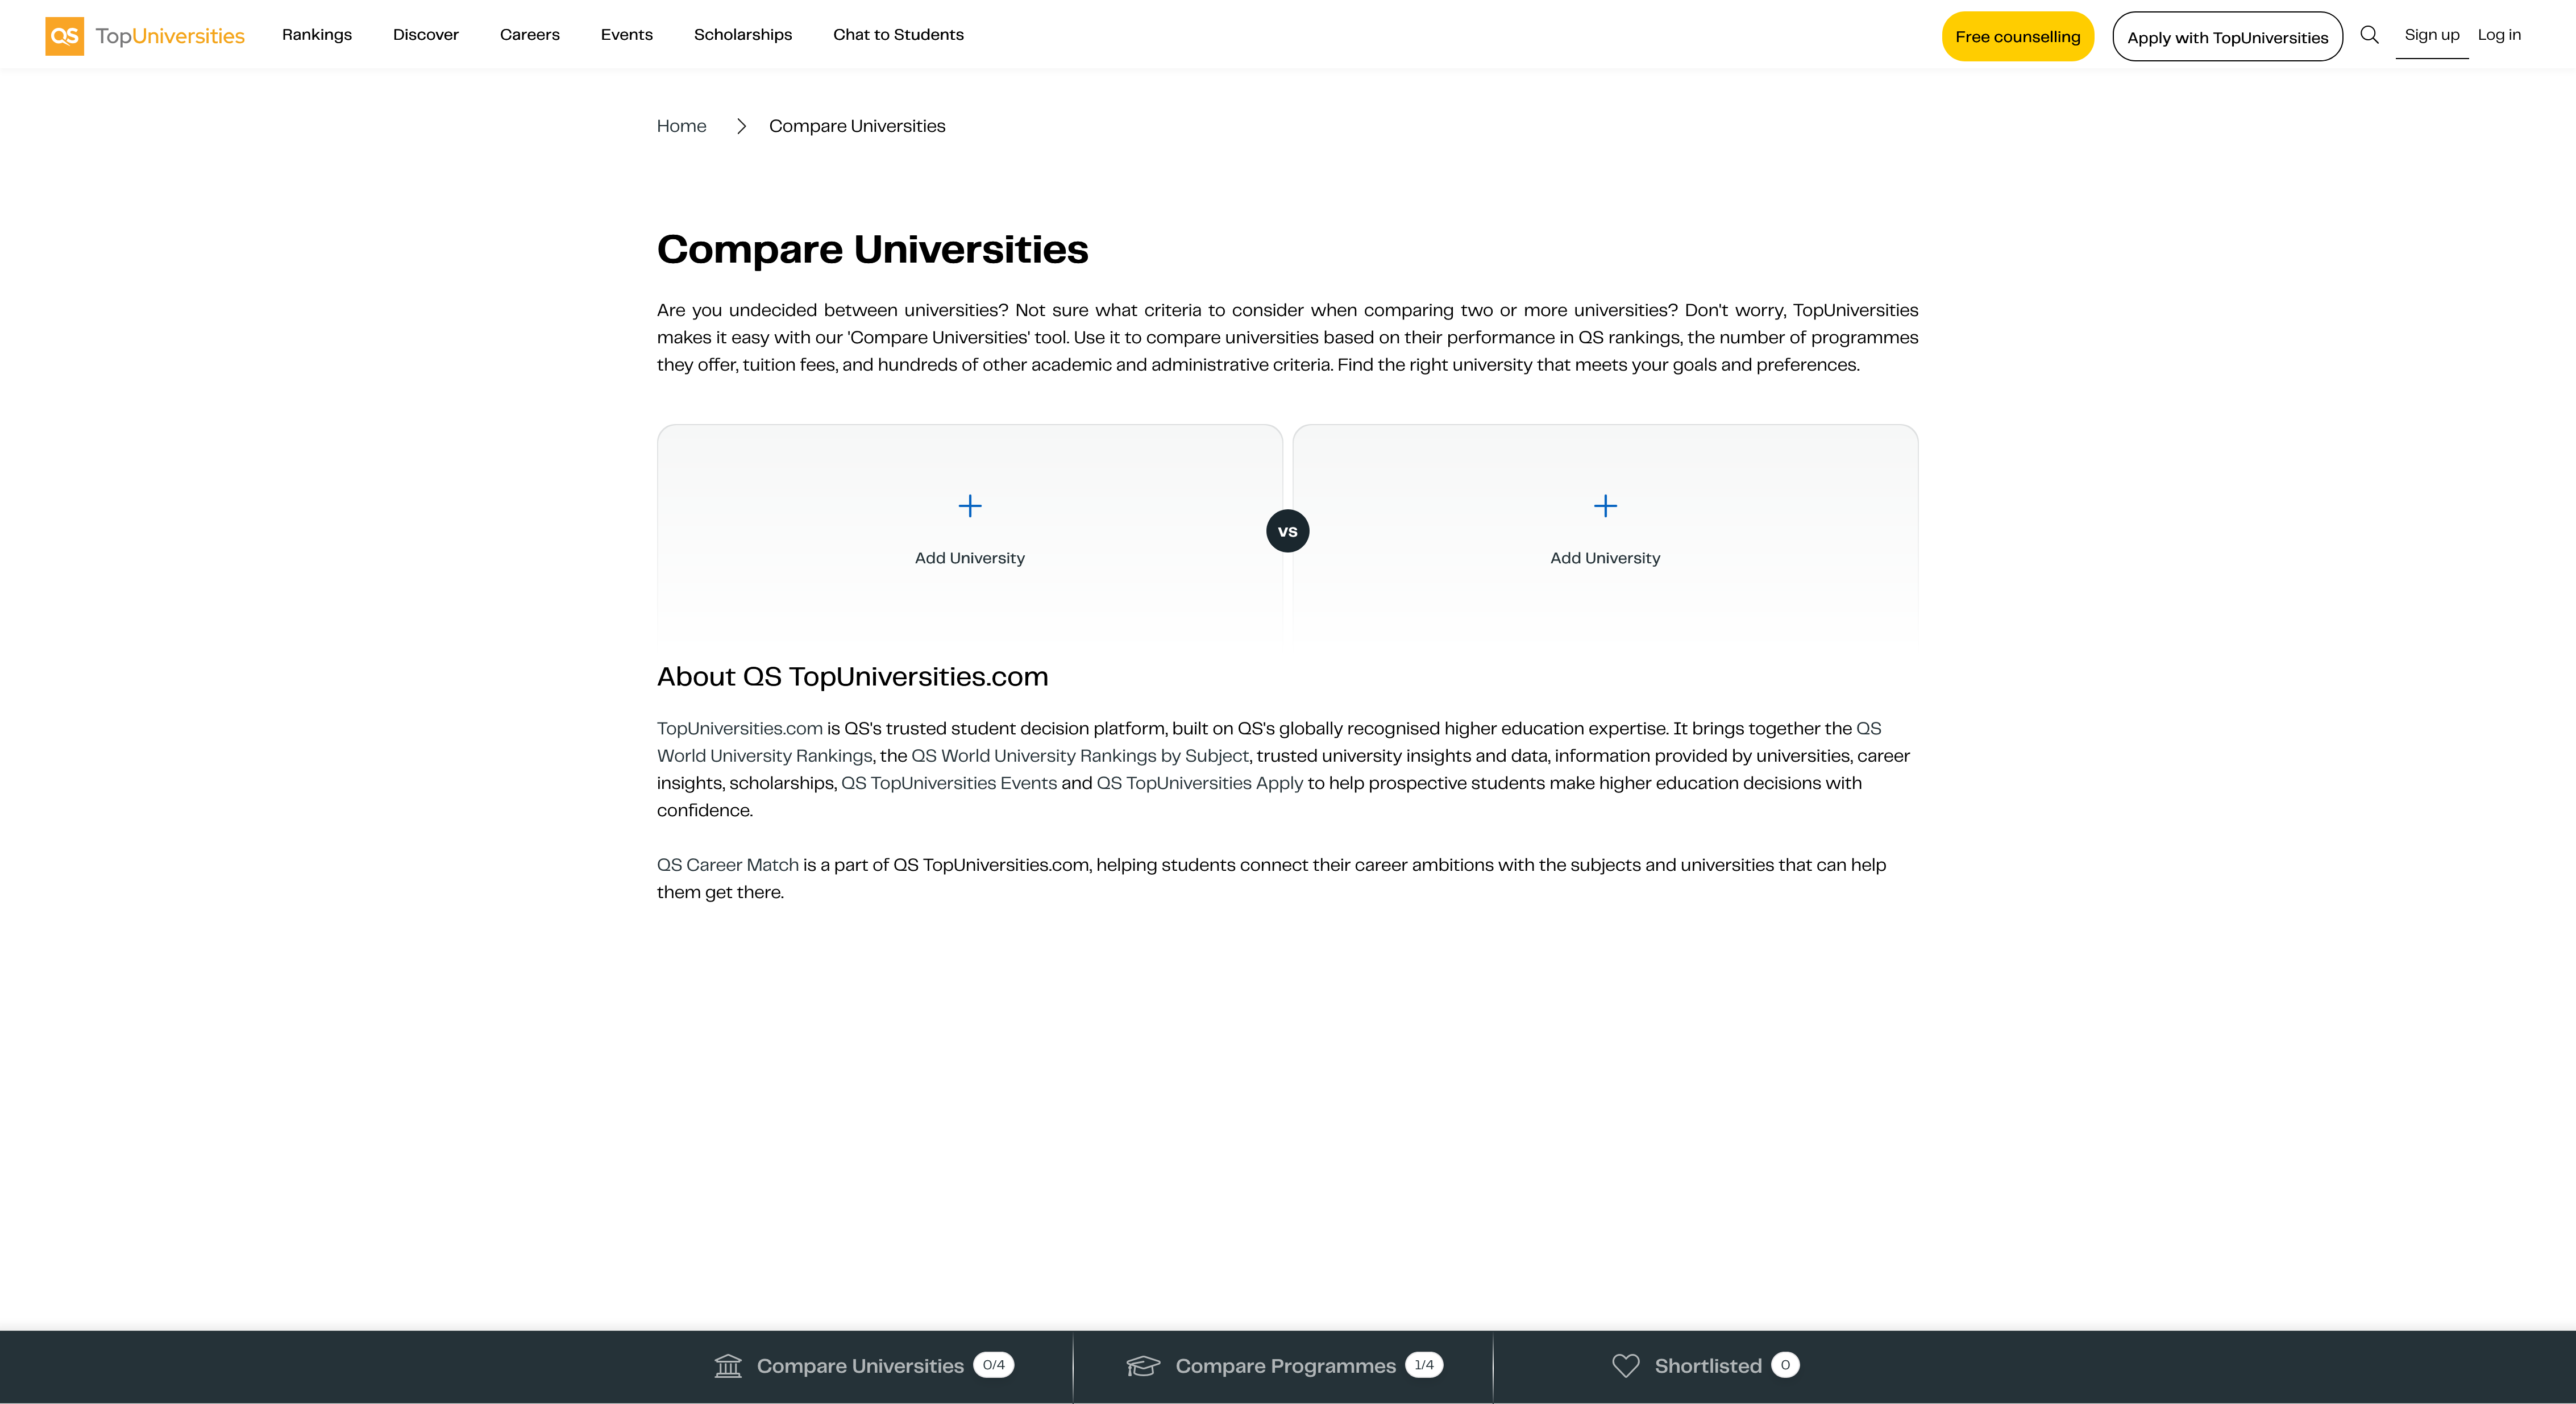 QS TopUniversities
Rankings
Discover
Careers
Events
Scholarships
Chat to Students
Free counselling
Apply with TopUniversities
Sign up
Log in
Home
Compare Universities
Compare Universities
Are you undecided between universities? Not sure what criteria to consider when comparing two or more universities? Don't worry, TopUniversities
makes it easy with our 'Compare Universities' tool. Use it to compare universities based on their performance in QS rankings, the number of programmes
they offer, tuition fees, and hundreds of other academic and administrative criteria. Find the right university that meets your goals and preferences.
Add University
vs
Add University
About QS TopUniversities.com
TopUniversities.com is QS's trusted student decision platform, built on QS's globally recognised higher education expertise. It brings together the QS
World University Rankings, the QS World University Rankings by Subject, trusted university insights and data, information provided by universities, career
insights, scholarships, QS TopUniversities Events and QS TopUniversities Apply to help prospective students make higher education decisions with
confidence.
QS Career Match is a part of QS TopUniversities.com, helping students connect their career ambitions with the subjects and universities that can help
them get there.
Compare Universities 0/4
Compare Programmes 1/4
Shortlisted 0